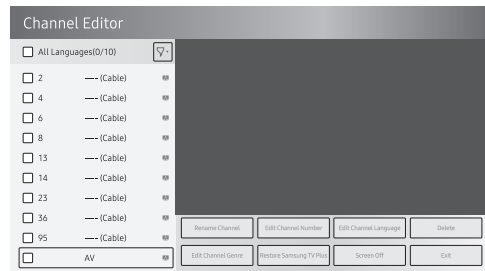 Channel Editor
All Languages(0/10)
2 —-- (Cable)
4 —-- (Cable)
6 —-- (Cable)
8 —-- (Cable)
13 —-- (Cable)
14 —-- (Cable)
23 —-- (Cable)
36 —-- (Cable)
95 —-- (Cable)
AV
Rename Channel Edit Channel Number Edit Channel Language Delete
Edit Channel Genre Restore Samsung TV Plus Screen Off Exit